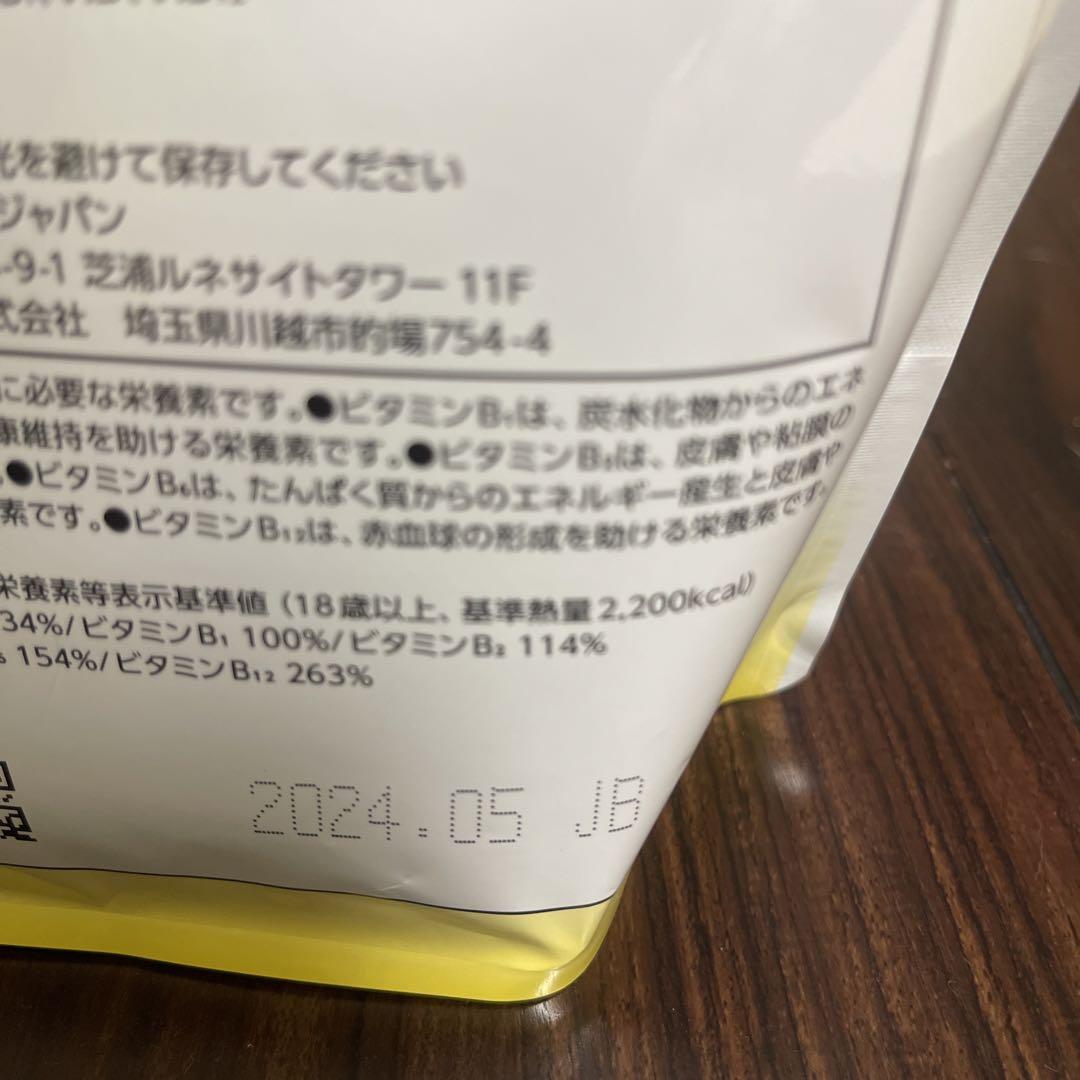 光を避けて保存してください
ジャパン
-9-1 芝浦ルネサイトタワー 11F
式会社 埼玉県川越市的場754-4
に必要な栄養素です。●ビタミンB₁は、炭水化物からのエネ
康維持を助ける栄養素です。●ビタミンB₂は、皮膚や粘膜の
●ビタミンB₆は、たんぱく質からのエネルギー産生と皮膚や
素です。●ビタミンB₁₂は、赤血球の形成を助ける栄養素です。
栄養素等表示基準値(18歳以上、基準熱量2,200kcal)
34%/ビタミンB₁ 100%/ビタミンB₂ 114%
₆ 154%/ビタミンB₁₂ 263%
2024.05 JB